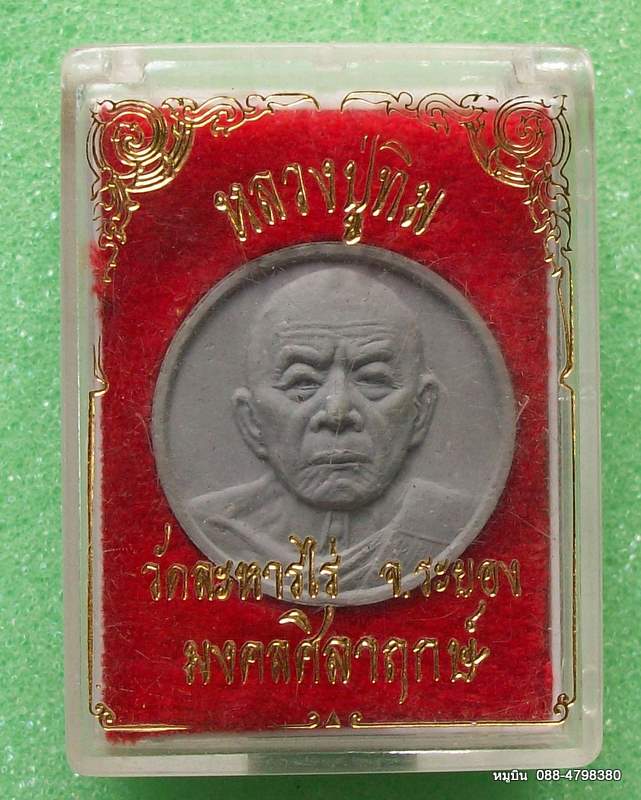 หลวงปู่ทิม
วัดละหารไร่ จ.ระยอง
มงคลศิลาฤกษ์
หมูบิน 088-4798380